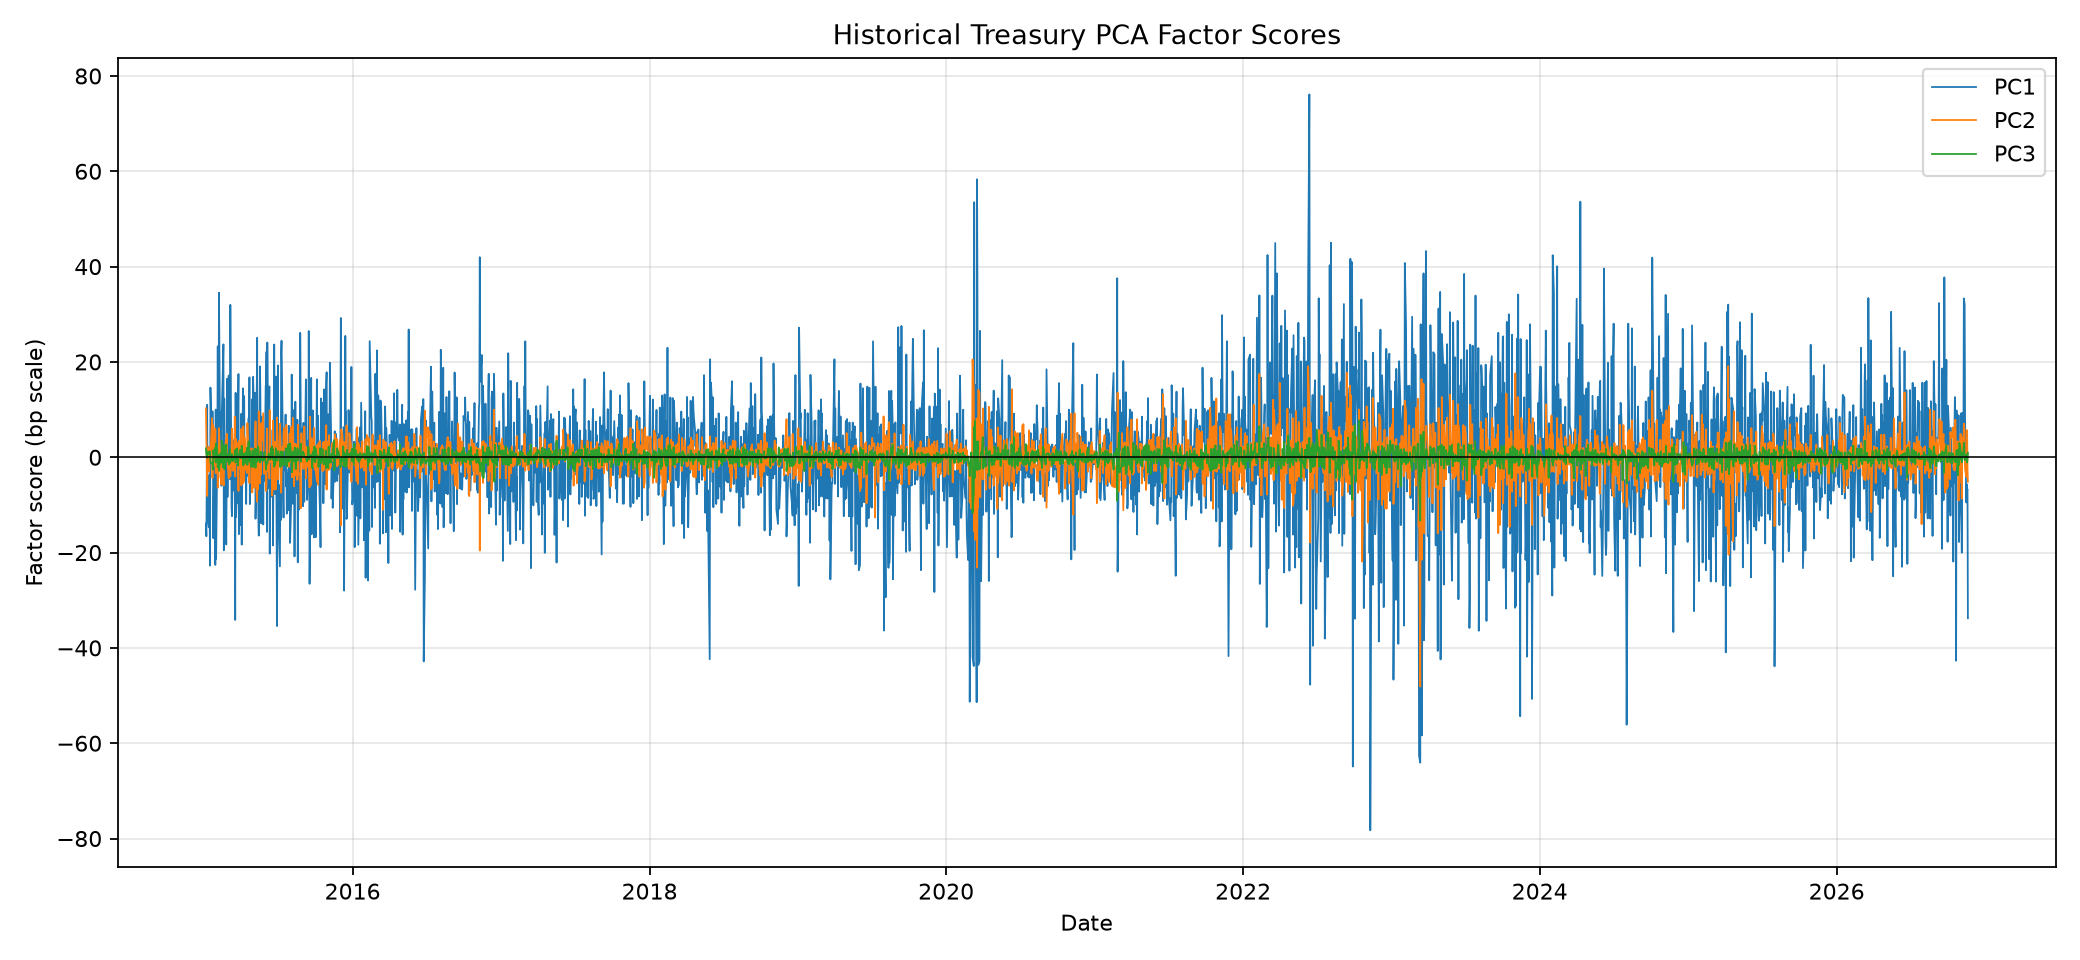 Historical Treasury PCA Factor Scores
PC1
PC2
PC3
80
60
40
20
0
−20
−40
−60
−80
Factor score (bp scale)
2016
2018
2020
2022
2024
2026
Date